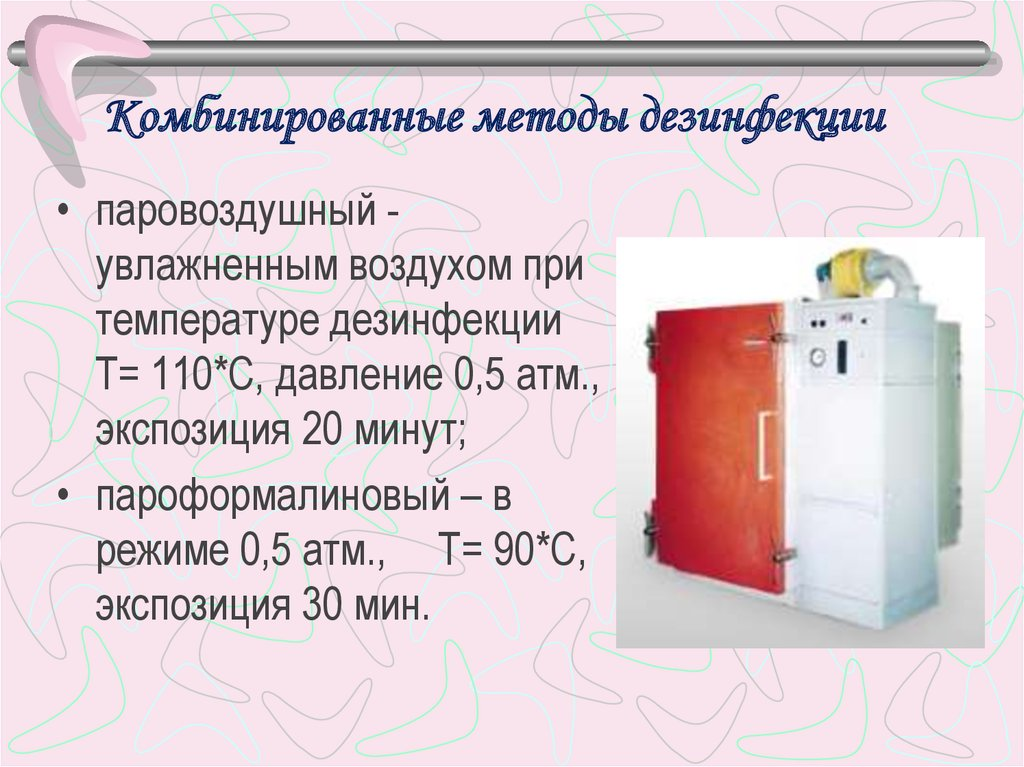 Комбинированные методы дезинфекции
• паровоздушный -
увлажненным воздухом при
температуре дезинфекции
Т= 110*С, давление 0,5 атм.,
экспозиция 20 минут;
• пароформалиновый – в
режиме 0,5 атм., Т= 90*С,
экспозиция 30 мин.